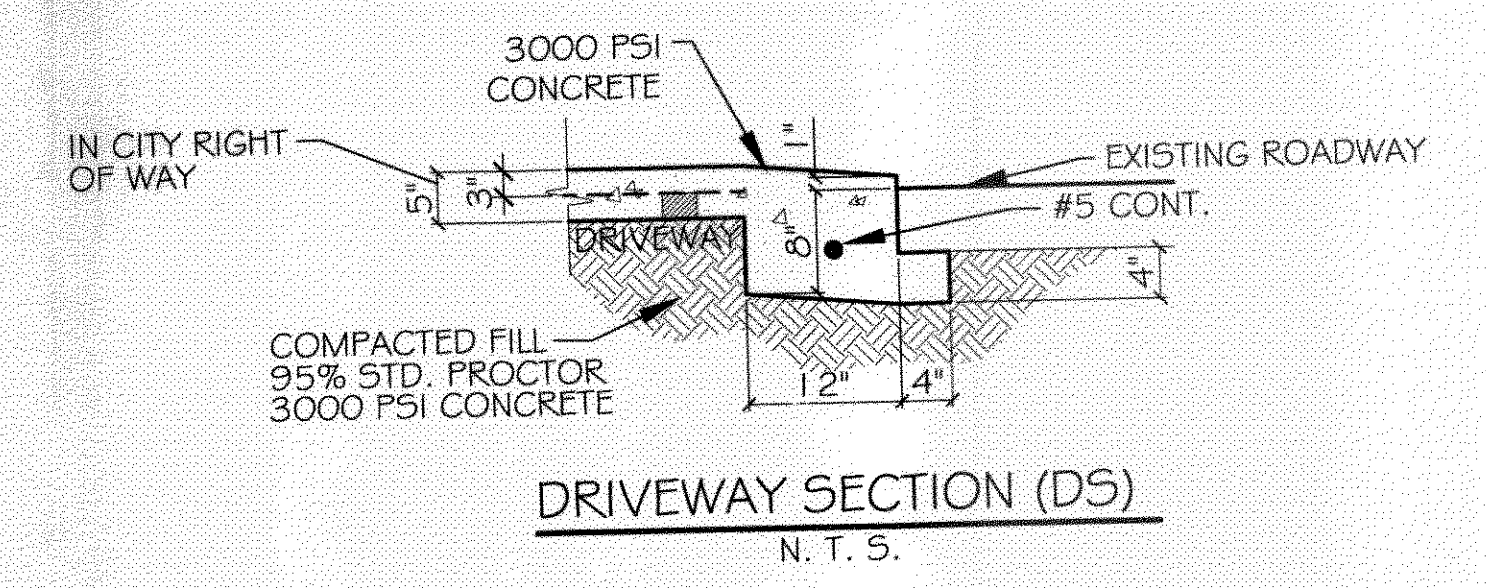 3000 PSI
CONCRETE
IN CITY RIGHT
OF WAY
5"
3"
1"
EXISTING ROADWAY
#5 CONT.
8"
DRIVEWAY
4"
COMPACTED FILL
95% STD. PROCTOR
3000 PSI CONCRETE
12"
4"
DRIVEWAY SECTION (DS)
N. T. S.